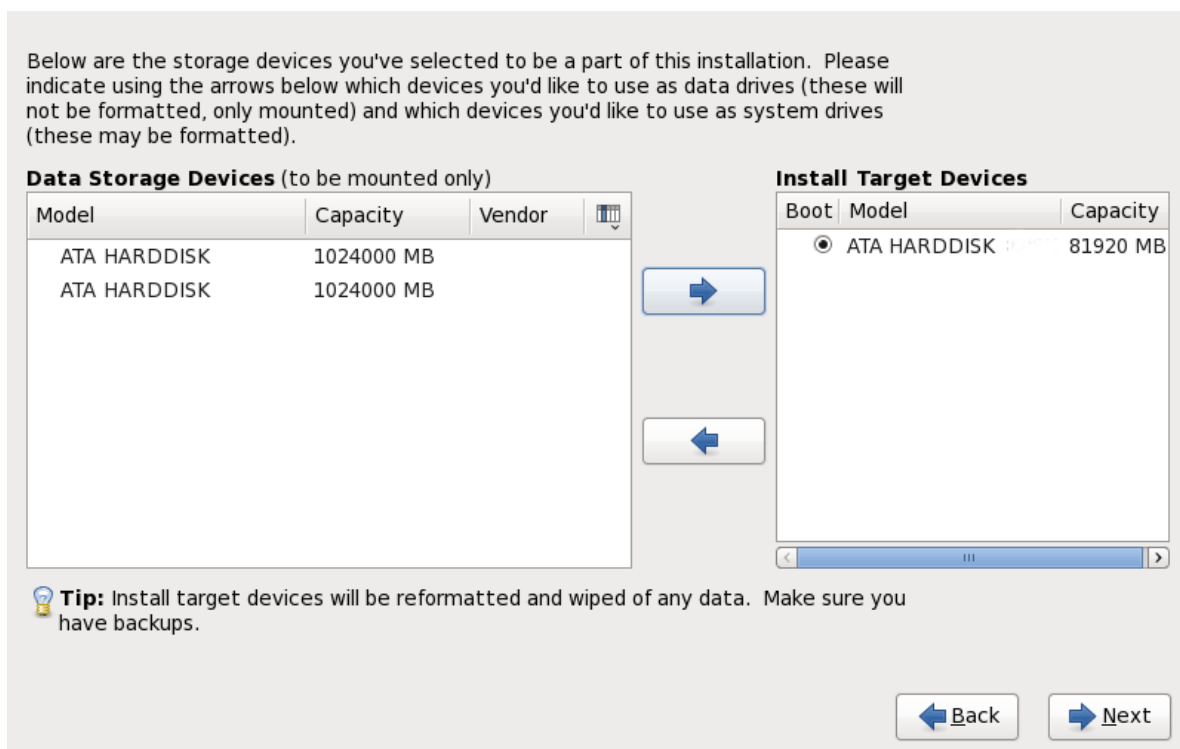 Below are the storage devices you've selected to be a part of this installation.  Please
indicate using the arrows below which devices you'd like to use as data drives (these will
not be formatted, only mounted) and which devices you'd like to use as system drives
(these may be formatted).
Data Storage Devices (to be mounted only)
Model Capacity Vendor
ATA HARDDISK 1024000 MB
ATA HARDDISK 1024000 MB
Install Target Devices
Boot Model Capacity
ATA HARDDISK 81920 MB
Tip: Install target devices will be reformatted and wiped of any data.  Make sure you
have backups.
Back Next